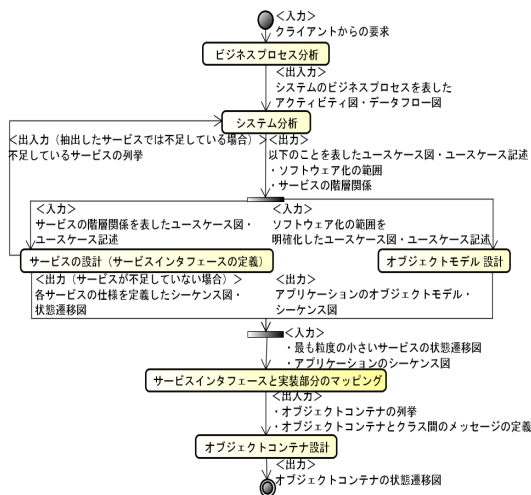 ＜入力＞
クライアントからの要求
ビジネスプロセス分析
＜出入力＞
システムのビジネスプロセスを表した
アクティビティ図・データフロー図
システム分析
＜出入力（抽出したサービスでは不足している場合）＞
不足しているサービスの列挙
＜出力＞
以下のことを表したユースケース図・ユースケース記述
・ソフトウェア化の範囲
・サービスの階層関係
＜入力＞
サービスの階層関係を表したユースケース図・
ユースケース記述
＜入力＞
ソフトウェア化の範囲を
明確化したユースケース図・ユースケース記述
サービスの設計（サービスインタフェースの定義）
オブジェクトモデル 設計
＜出力（サービスが不足していない場合）＞
各サービスの仕様を定義したシーケンス図・
状態遷移図
＜出力＞
アプリケーションのオブジェクトモデル・
シーケンス図
＜入力＞
・最も粒度の小さいサービスの状態遷移図
・アプリケーションのシーケンス図
サービスインタフェースと実装部分のマッピング
＜出入力＞
・オブジェクトコンテナの列挙
・オブジェクトコンテナとクラス間のメッセージの定義
オブジェクトコンテナ設計
＜出力＞
オブジェクトコンテナの状態遷移図